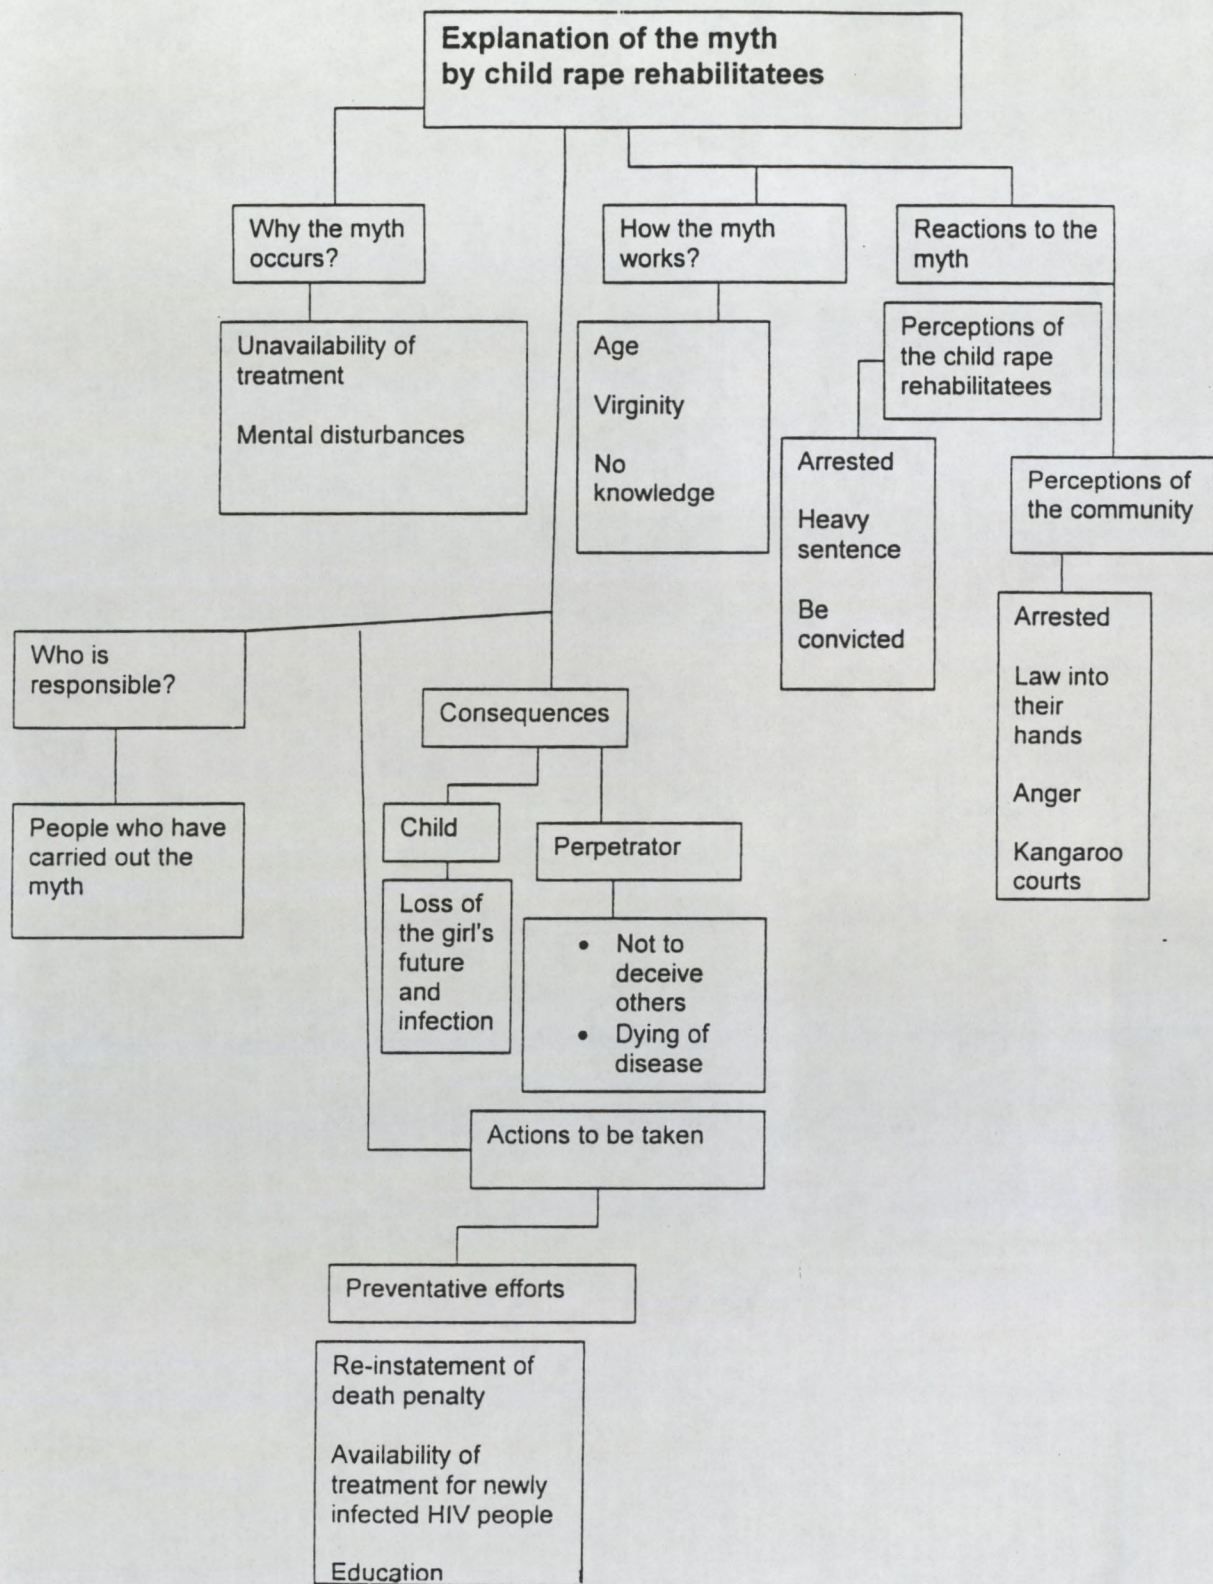 Explanation of the myth
by child rape rehabilitatees
Why the myth
occurs?
How the myth
works?
Reactions to the
myth
Unavailability of
treatment
Mental disturbances
Age
Virginity
No
knowledge
Perceptions of
the child rape
rehabilitatees
Arrested
Heavy
sentence
Be
convicted
Perceptions of
the community
Arrested
Law into
their
hands
Anger
Kangaroo
courts
Who is
responsible?
People who have
carried out the
myth
Consequences
Child
Loss of
the girl's
future
and
infection
Perpetrator
• Not to
deceive
others
• Dying of
disease
Actions to be taken
Preventative efforts
Re-instatement of
death penalty
Availability of
treatment for newly
infected HIV people
Education